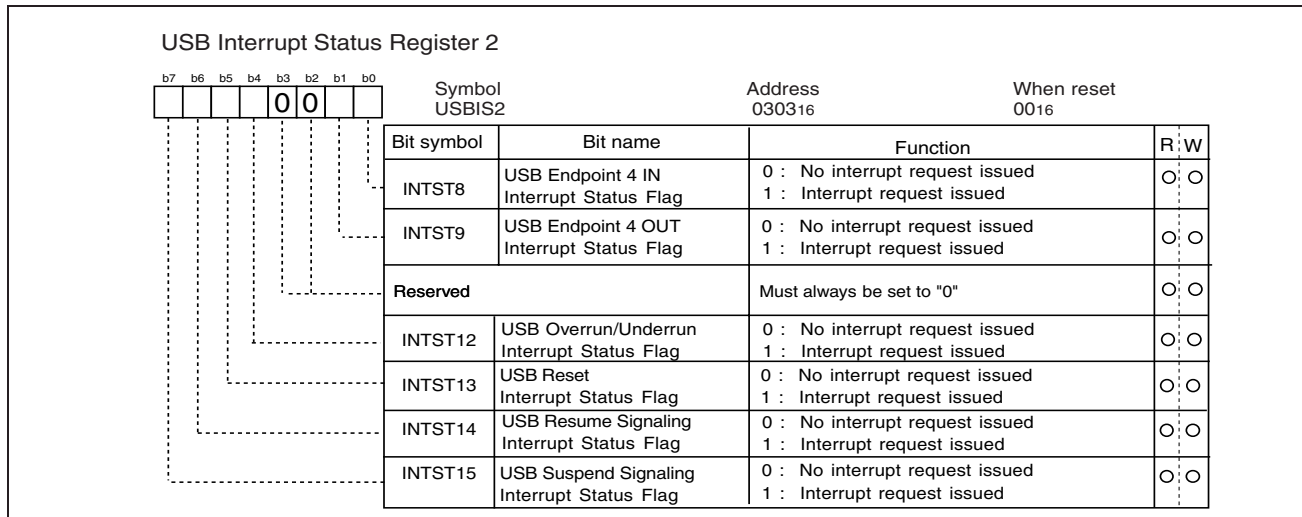 USB Interrupt Status Register 2
b7 b6 b5 b4 b3 b2 b1 b0
0 0
Symbol Address When reset
USBIS2 030316 0016
Bit symbol Bit name Function R W
INTST8 USB Endpoint 4 IN Interrupt Status Flag 0 : No interrupt request issued 1 : Interrupt request issued O O
INTST9 USB Endpoint 4 OUT Interrupt Status Flag 0 : No interrupt request issued 1 : Interrupt request issued O O
Reserved Must always be set to "0" O O
INTST12 USB Overrun/Underrun Interrupt Status Flag 0 : No interrupt request issued 1 : Interrupt request issued O O
INTST13 USB Reset Interrupt Status Flag 0 : No interrupt request issued 1 : Interrupt request issued O O
INTST14 USB Resume Signaling Interrupt Status Flag 0 : No interrupt request issued 1 : Interrupt request issued O O
INTST15 USB Suspend Signaling Interrupt Status Flag 0 : No interrupt request issued 1 : Interrupt request issued O O